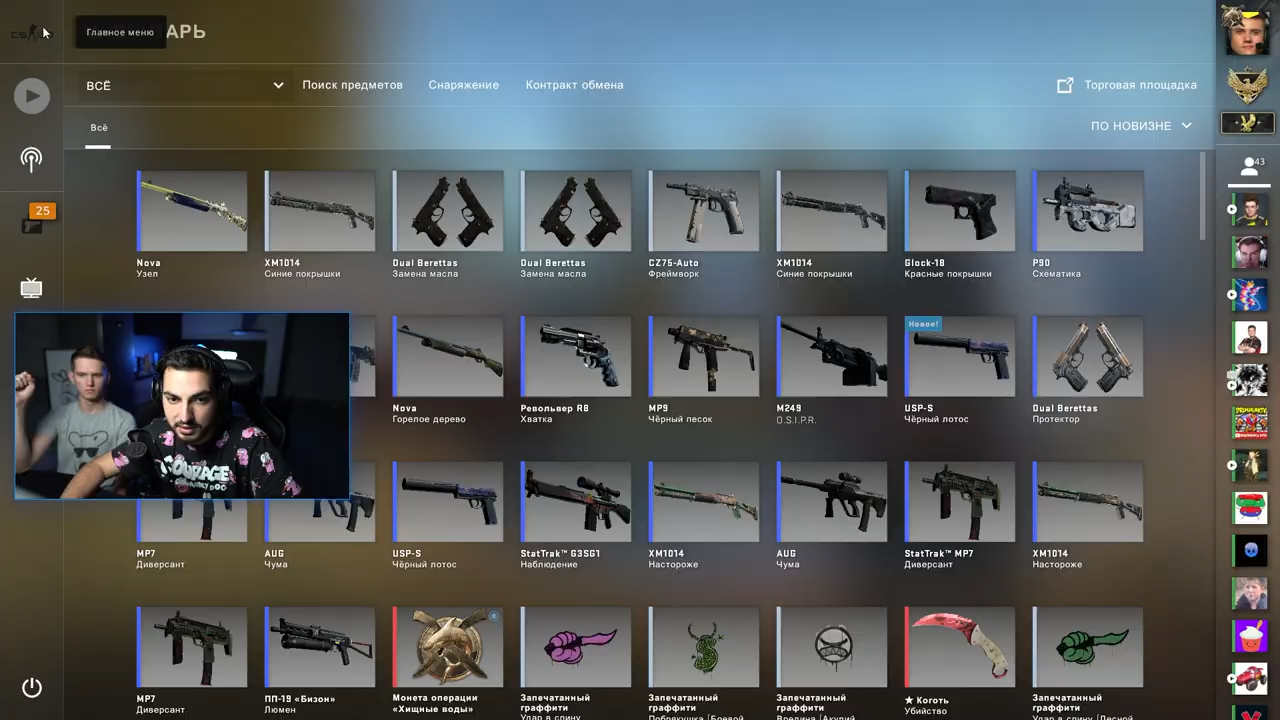 Главное меню
АРЬ
ВСЁ
Поиск предметов
Снаряжение
Контракт обмена
Торговая площадка
Всё
ПО НОВИЗНЕ
43
25
Nova
Узел
XM1014
Синие покрышки
Dual Berettas
Замена масла
Dual Berettas
Замена масла
CZ75-Auto
Фреймворк
XM1014
Синие покрышки
Glock-18
Красные покрышки
P90
Схематика
Nova
Горелое дерево
Револьвер R8
Хватка
MP9
Чёрный песок
M249
O.S.I.P.R.
Новое!
USP-S
Чёрный лотос
Dual Berettas
Протектор
COURAGE
MP7
Диверсант
AUG
Чума
USP-S
Чёрный лотос
StatTrak™ G3SG1
Наблюдение
XM1014
Настороже
AUG
Чума
StatTrak™ MP7
Диверсант
XM1014
Настороже
MP7
Диверсант
ПП-19 «Бизон»
Люмен
Монета операции
«Хищные воды»
Запечатанный
граффити
Удар в спину
Запечатанный
граффити
Запечатанный
граффити
★ Коготь
Убийство
Запечатанный
граффити
Удар в спину